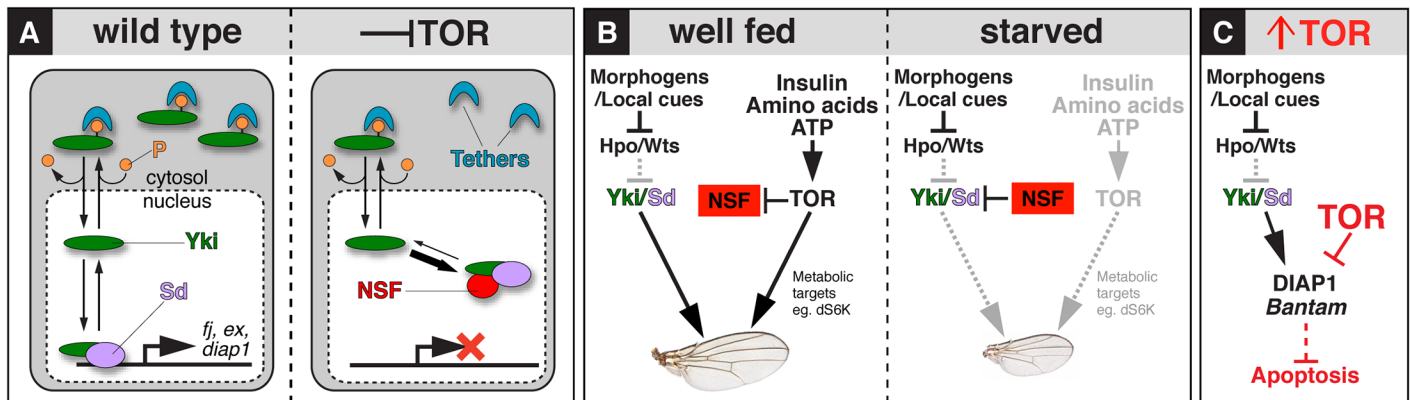 A
wild type
TOR
P
cytosol
nucleus
Yki
Sd
fj, ex,
diap1
Tethers
NSF
B
well fed
starved
Morphogens
/Local cues
Hpo/Wts
Yki/Sd
Insulin
Amino acids
ATP
NSF
TOR
Metabolic
targets
eg. dS6K
Morphogens
/Local cues
Hpo/Wts
Yki/Sd
NSF
Insulin
Amino acids
ATP
TOR
Metabolic
targets
eg. dS6K
C
↑TOR
Morphogens
/Local cues
Hpo/Wts
Yki/Sd
TOR
DIAP1
Bantam
Apoptosis